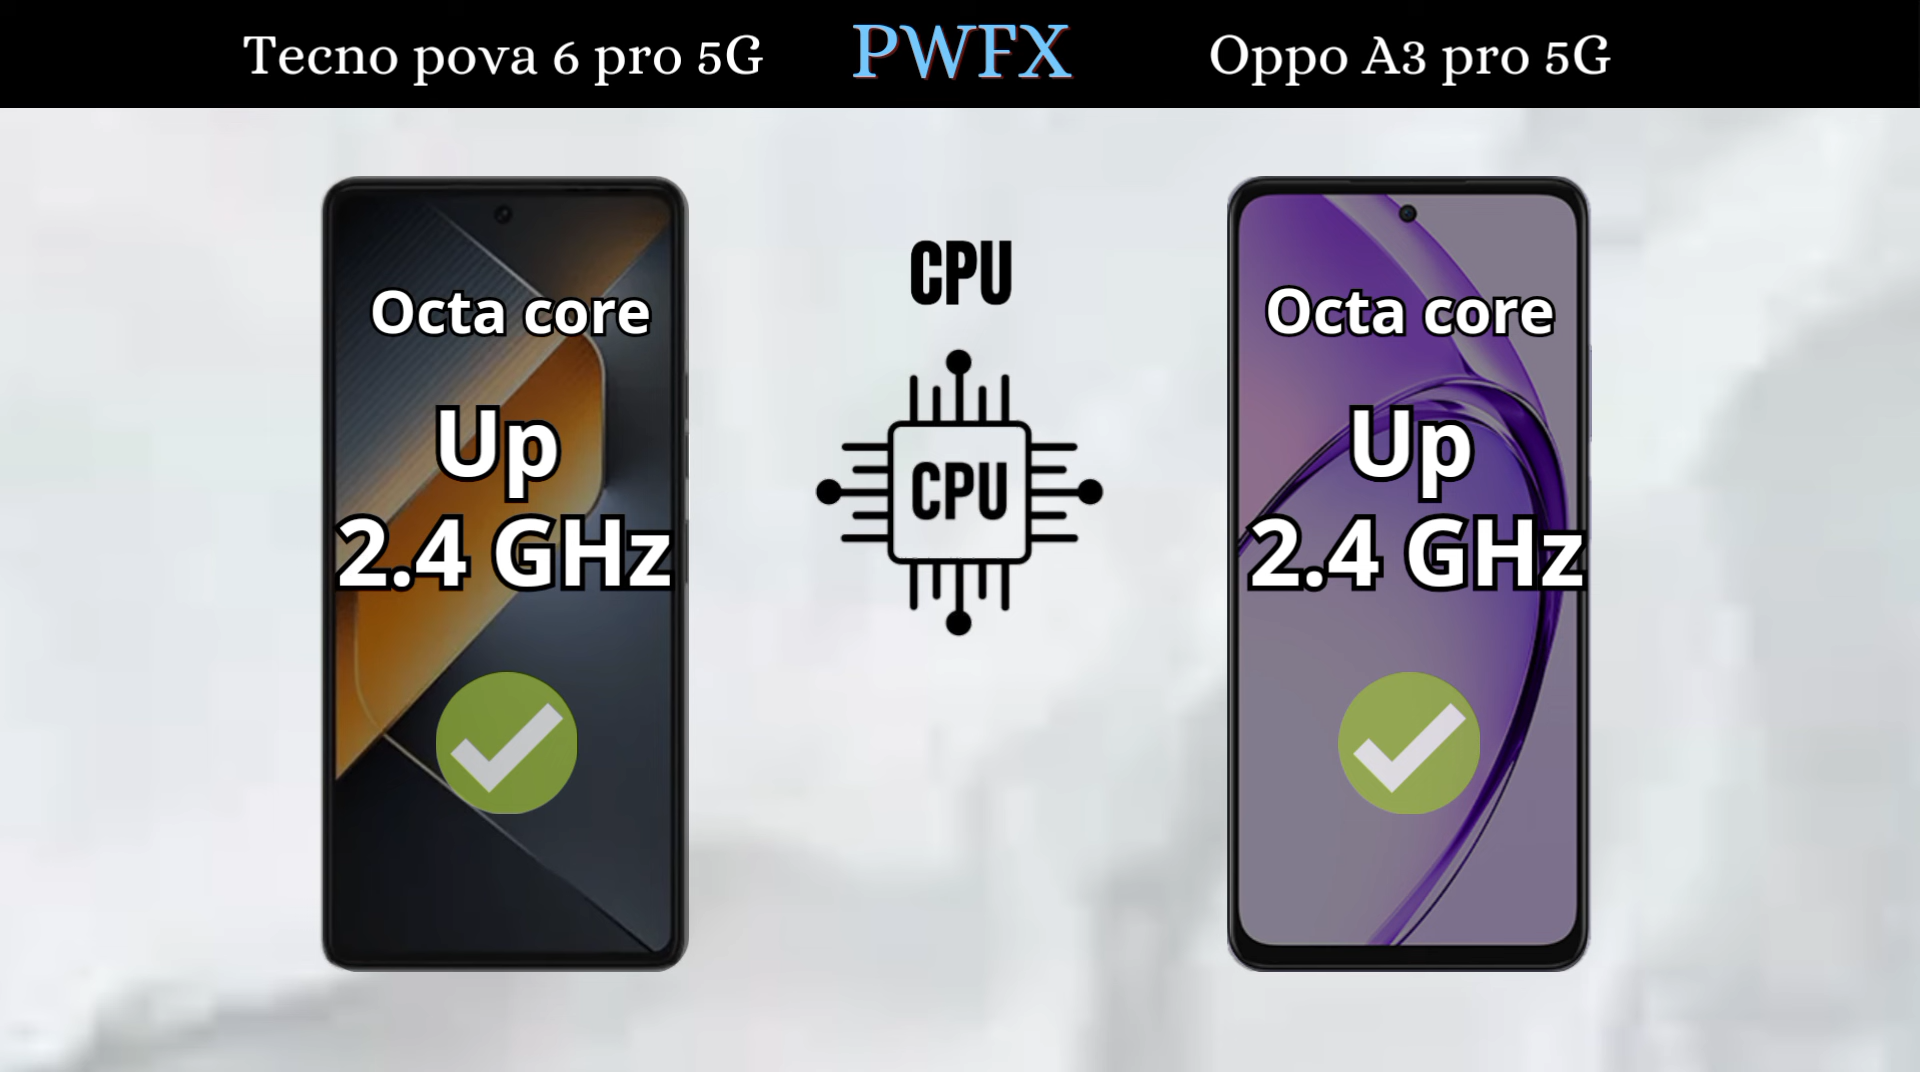 Tecno pova 6 pro 5G
PWFX
Oppo A3 pro 5G
Octa core
Up
2.4 GHz
CPU
CPU
Octa core
Up
2.4 GHz